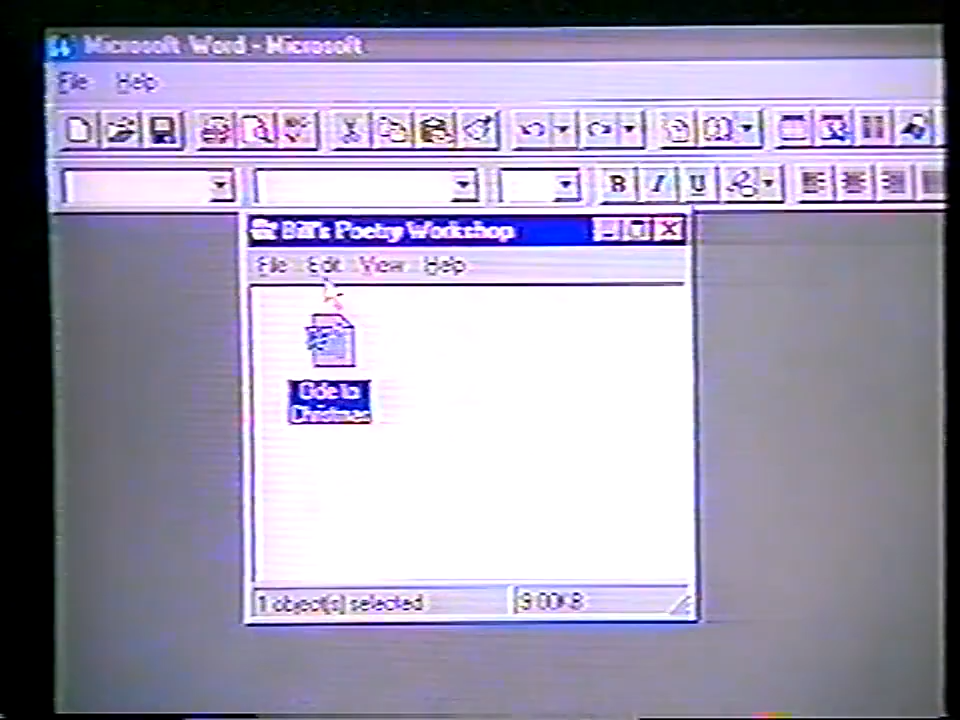 Microsoft Word - Microsoft
File Help
B I U
Bill's Poetry Workshop
File Edit View Help
Ode to
Christmas
1 object(s) selected 9.00KB